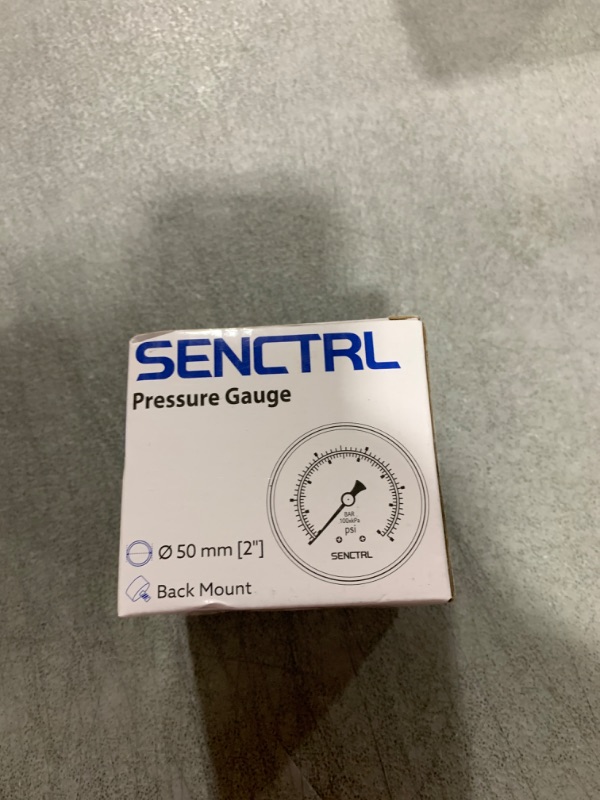 SENCTRL
Pressure Gauge
BAR
100xkPa
psi
SENCTRL
Ø 50 mm [2"]
Back Mount